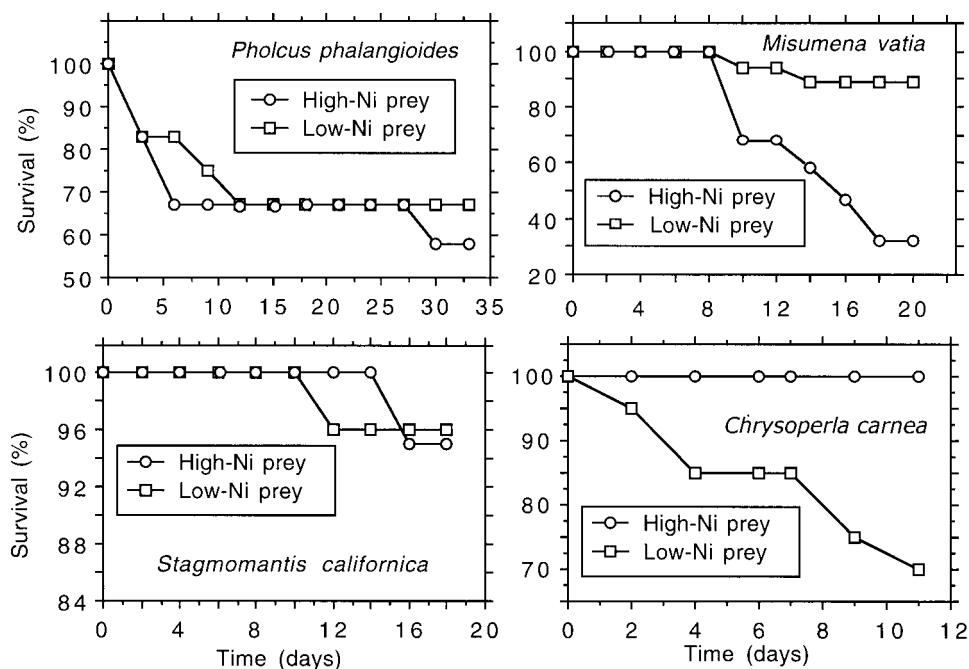 Pholcus phalangioides
High-Ni prey
Low-Ni prey
Survival (%)
100
90
80
70
60
50
0 5 10 15 20 25 30 35
Misumena vatia
High-Ni prey
Low-Ni prey
100
80
60
40
20
0 4 8 12 16 20
Stagmomantis californica
High-Ni prey
Low-Ni prey
Survival (%)
100
96
92
88
84
0 4 8 12 16 20
Time (days)
Chrysoperla carnea
High-Ni prey
Low-Ni prey
100
90
80
70
0 2 4 6 8 10 12
Time (days)